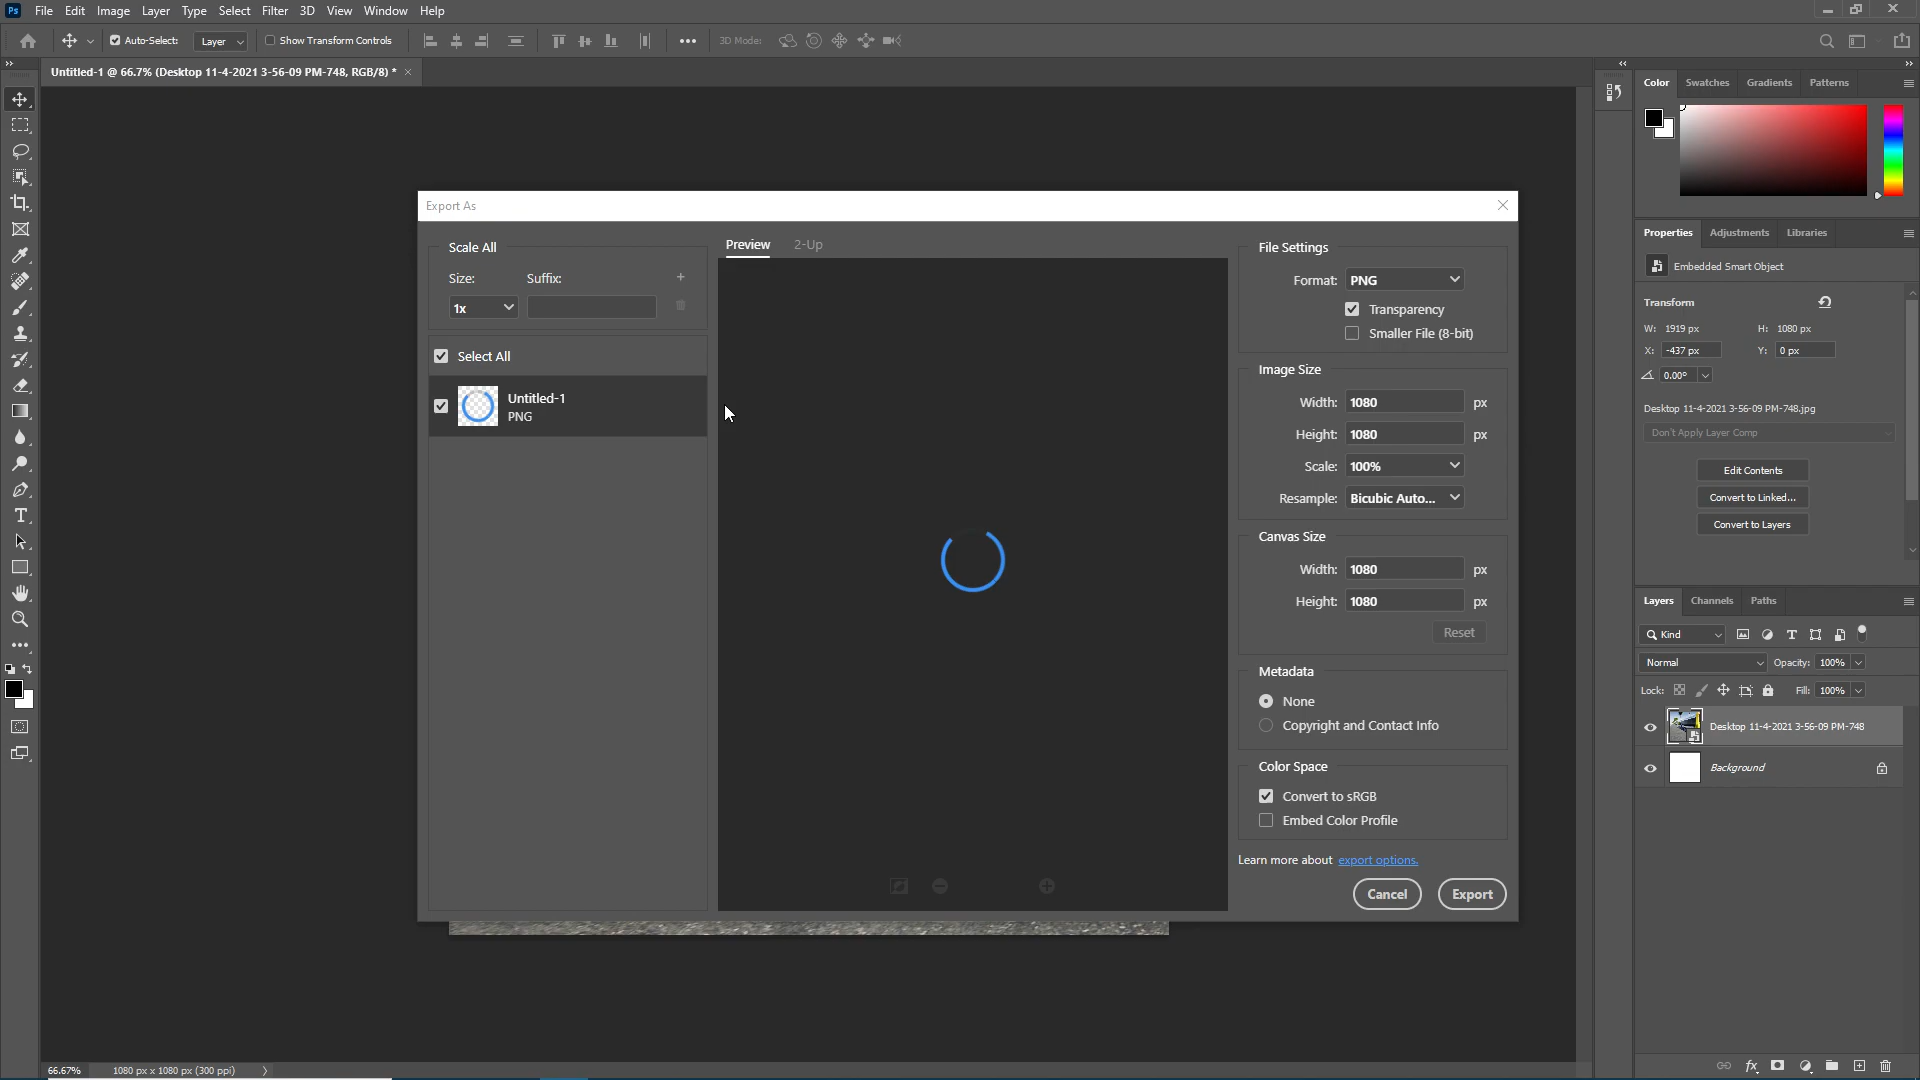 Ps File Edit Image Layer Type Select Filter 3D View Window Help
Auto-Select: Layer Show Transform Controls 3D Mode:
Untitled-1 @ 66.7% (Desktop 11-4-2021 3-56-09 PM-748, RGB/8) *
Export As
Scale All
Size: Suffix:
1x
Select All
Untitled-1
PNG
Preview 2-Up
File Settings
Format: PNG
Transparency
Smaller File (8-bit)
Image Size
Width: 1080 px
Height: 1080 px
Scale: 100%
Resample: Bicubic Auto...
Canvas Size
Width: 1080 px
Height: 1080 px
Reset
Metadata
None
Copyright and Contact Info
Color Space
Convert to sRGB
Embed Color Profile
Learn more about export options.
Cancel Export
Color Swatches Gradients Patterns
Properties Adjustments Libraries
Embedded Smart Object
Transform
W: 1919 px H: 1080 px
X: -437 px Y: 0 px
0.00°
Desktop 11-4-2021 3-56-09 PM-748.jpg
Don't Apply Layer Comp
Edit Contents
Convert to Linked...
Convert to Layers
Layers Channels Paths
Kind
Normal Opacity: 100%
Lock: Fill: 100%
Desktop 11-4-2021 3-56-09 PM-748
Background
66.67% 1080 px x 1080 px (300 ppi)